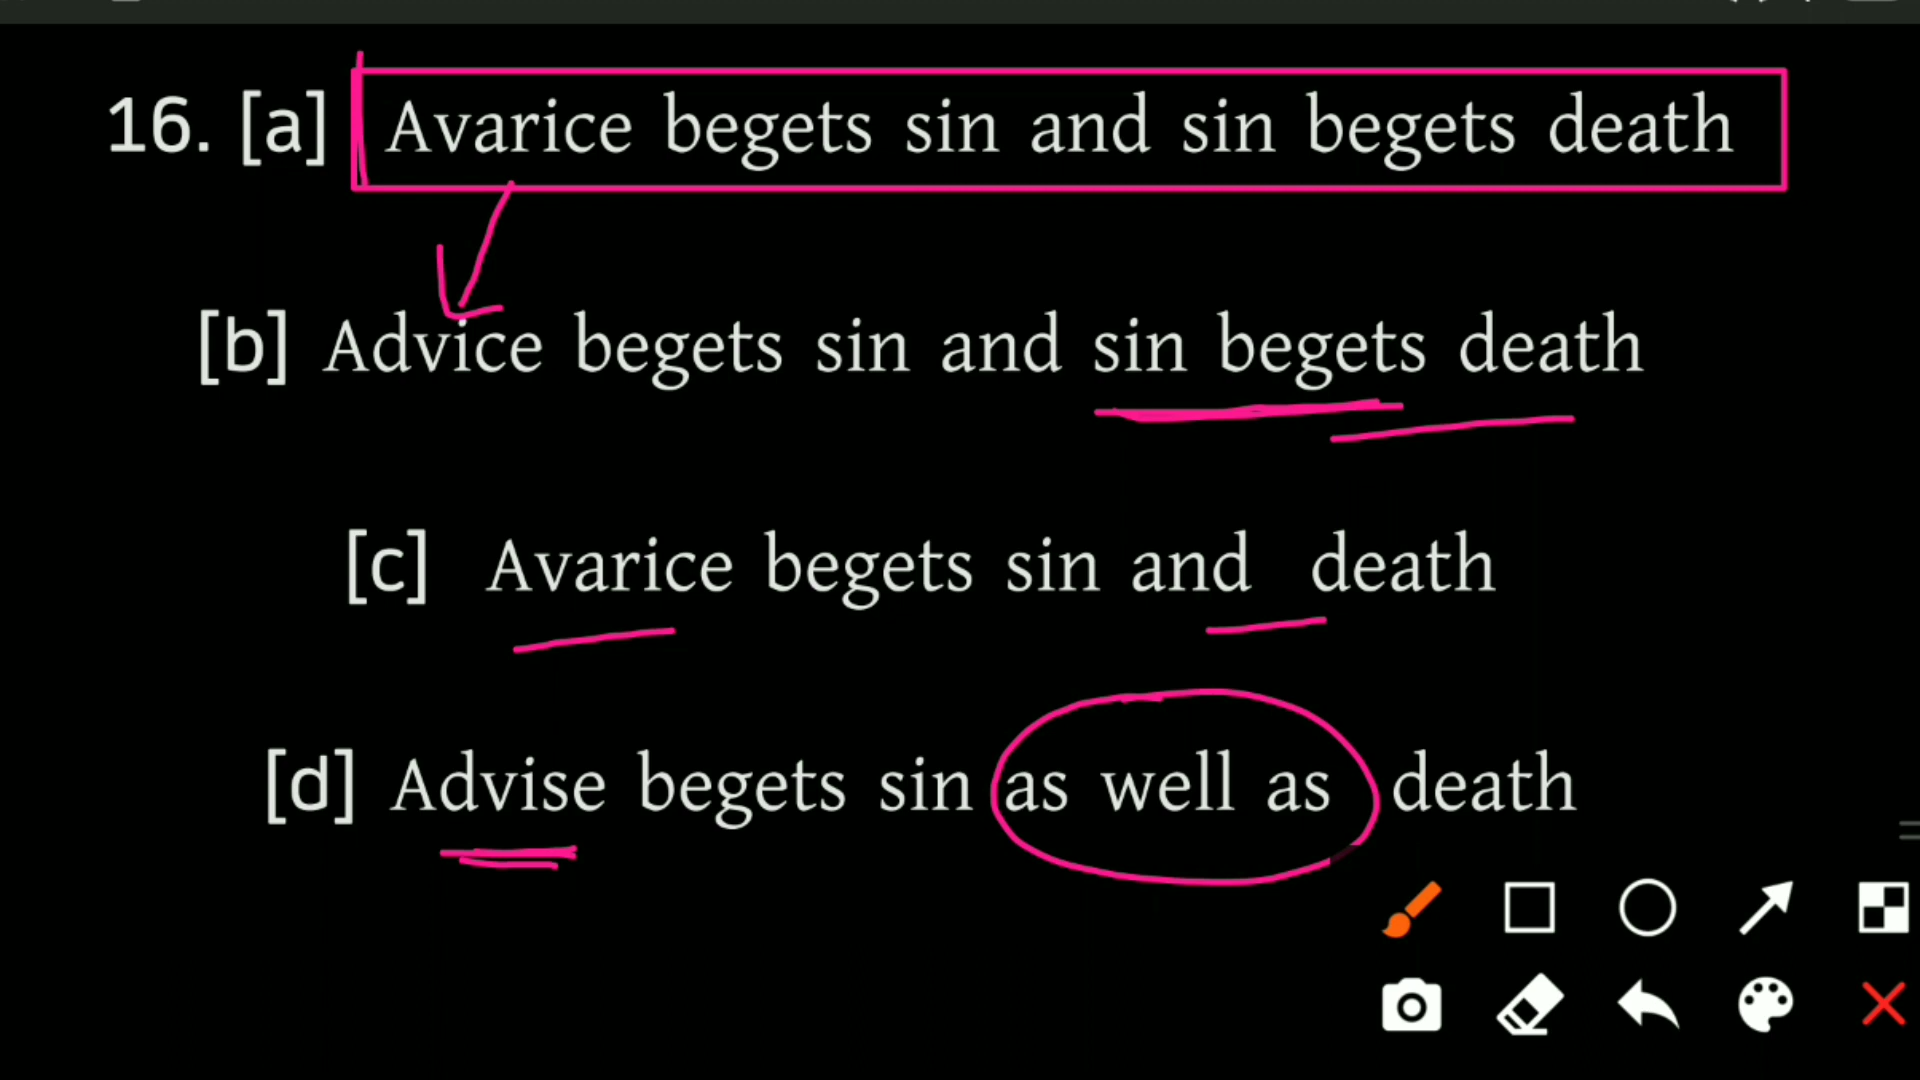 16. [a] Avarice begets sin and sin begets death
[b] Advice begets sin and sin begets death
[c] Avarice begets sin and death
[d] Advise begets sin as well as death